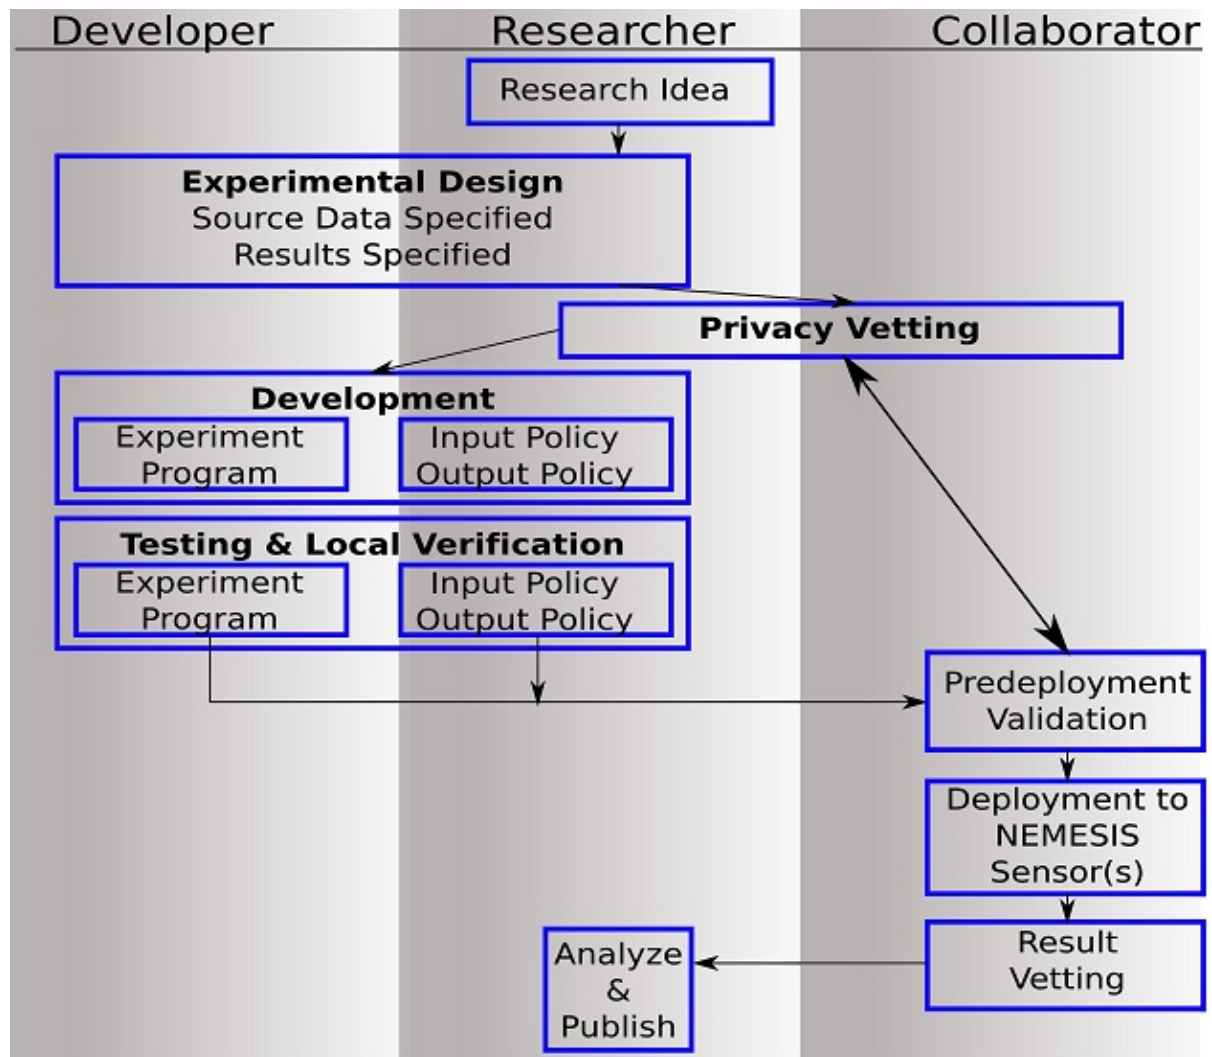 Developer Researcher Collaborator
Research Idea
Experimental Design
Source Data Specified
Results Specified
Privacy Vetting
Development
Experiment
Program
Input Policy
Output Policy
Testing & Local Verification
Experiment
Program
Input Policy
Output Policy
Predeployment
Validation
Deployment to
NEMESIS
Sensor(s)
Result
Vetting
Analyze
&
Publish